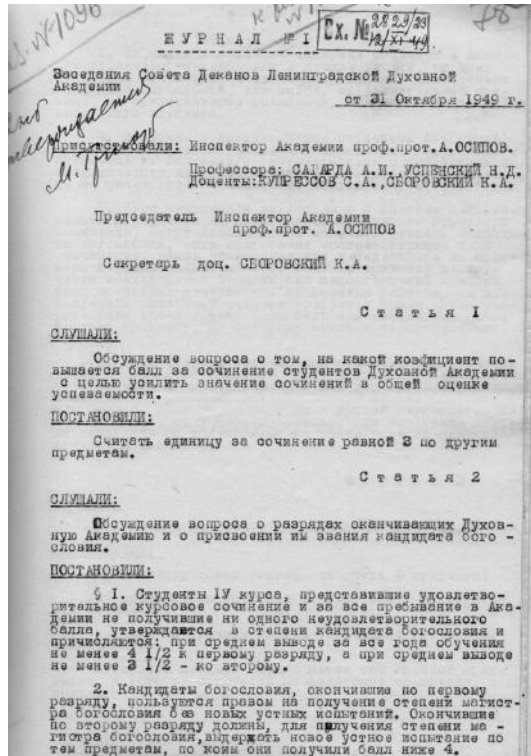 № 1096
ЖУРНАЛ № I
Сх. № 28 29/23
12/XI 49
Заседания Совета Деканов Ленинградской Духовной
Академии
от 31 Октября 1949г.
утверждается
М. Григорий
Присутствовали: Инспектор Академии проф.прот.А.ОСИПОВ.
Профессора: САГАРДА А.И.,УСПЕНСКИЙ Н.Д.
Доценты:КУПРЕССОВ С.А.,СБОРОВСКИЙ К.А.
Председатель Инспектор Академии
проф.прот. А.ОСИПОВ
Секретарь доц. СБОРОВСКИЙ К.А.
Статья I
СЛУШАЛИ:
Обсуждение вопроса о том, на какой коэфициент по-
вышается балл за сочинение студентов Духовной Академии
с целью усилить значение сочинений в общей оценке
успеваемости.
ПОСТАНОВИЛИ:
Считать единицу за сочинение равной 3 по другим
предметам.
Статья 2
СЛУШАЛИ:
Обсуждение вопроса о разрядах оканчивающих Духов-
ную Академию и о присвоении им звания кандидата бого -
словия.
ПОСТАНОВИЛИ:
§ I. Студенты IУ курса, представившие удовлетво-
рительное курсовое сочинение и за все пребывание в Ака-
демии не получившие ни одного неудовлетворительного
балла, утверждаются в степени кандидата богословия и
причисляются: при среднем выводе за все года обучения
не менее 4 I/2 к первому разряду, а при среднем выводе
не менее 3 I/2 - ко второму.
2. Кандидаты богословия, окончившие по первому
разряду, пользуются правом на получение степени магист-
ра богословия без новых устных испытаний. Окончившие
по второму разряду должны, для получения степени ма -
гистра богословия,выдержать новое устное испытание по
тем предметам, по коим они получили балл ниже 4.